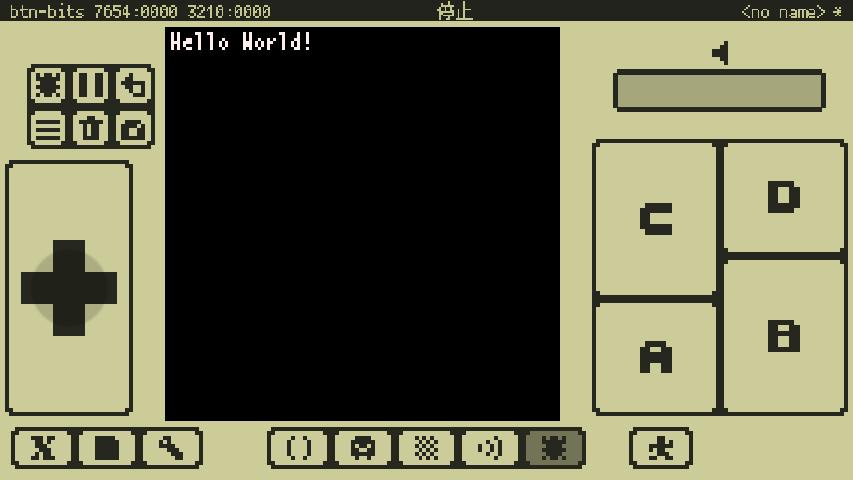 btn-bits 7654:0000 3210:0000
停止
<no name> *
Hello World!
C
D
A
B
X
()